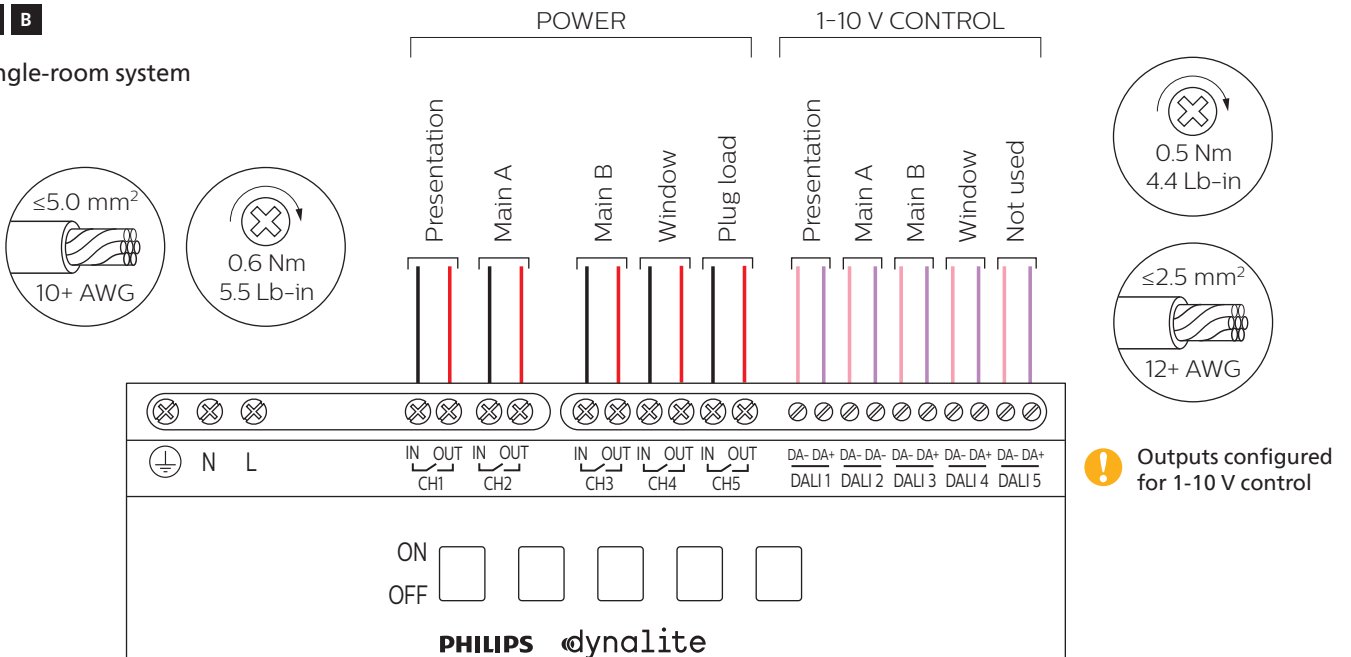 B
POWER
1-10 V CONTROL
ngle-room system
Presentation
Main A
Main B
Window
Plug load
Presentation
Main A
Main B
Window
Not used
≤5.0 mm²
10+ AWG
0.6 Nm
5.5 Lb-in
0.5 Nm
4.4 Lb-in
≤2.5 mm²
12+ AWG
N L
IN OUT IN OUT IN OUT IN OUT IN OUT
CH1 CH2 CH3 CH4 CH5
DA- DA+ DA- DA- DA- DA+ DA- DA+ DA- DA+
DALI 1 DALI 2 DALI 3 DALI 4 DALI 5
Outputs configured
for 1-10 V control
ON
OFF
PHILIPS dynalite